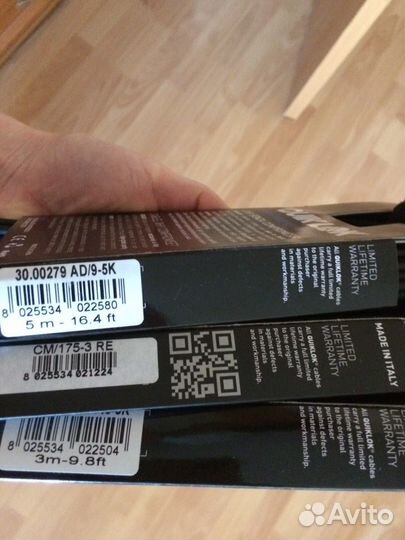 30.00279 AD/9-5K
8 025534 022580
5 m - 16.4 ft
LIMITED
LIFETIME
WARRANTY
All QUIKLOK cables
carry a full limited
lifetime warranty
to the original
purchaser
against defects
in materials
and workmanship.
CM/175-3 RE
8 025534 021224
MADE IN ITALY
LIMITED
LIFETIME
WARRANTY
All QUIKLOK cables
carry a full limited
lifetime warranty
to the original
purchaser
against defects
in materials
and workmanship.
8 025534 022504
3m-9.8ft
LIMITED
LIFETIME
WARRANTY
All QUIKLOK cables
carry a full limited
lifetime warranty
to the original
purchaser
against defects
in materials
and workmanship.
Avito